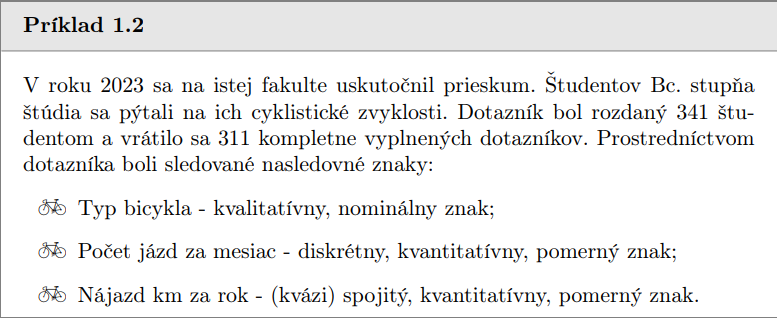 Príklad 1.2
V roku 2023 sa na istej fakulte uskutočnil prieskum. Študentov Bc. stupňa
štúdia sa pýtali na ich cyklistické zvyklosti. Dotazník bol rozdaný 341 štu-
dentom a vrátilo sa 311 kompletne vyplnených dotazníkov. Prostredníctvom
dotazníka boli sledované nasledovné znaky:
Typ bicykla - kvalitatívny, nominálny znak;
Počet jázd za mesiac - diskrétny, kvantitatívny, pomerný znak;
Nájazd km za rok - (kvázi) spojitý, kvantitatívny, pomerný znak.